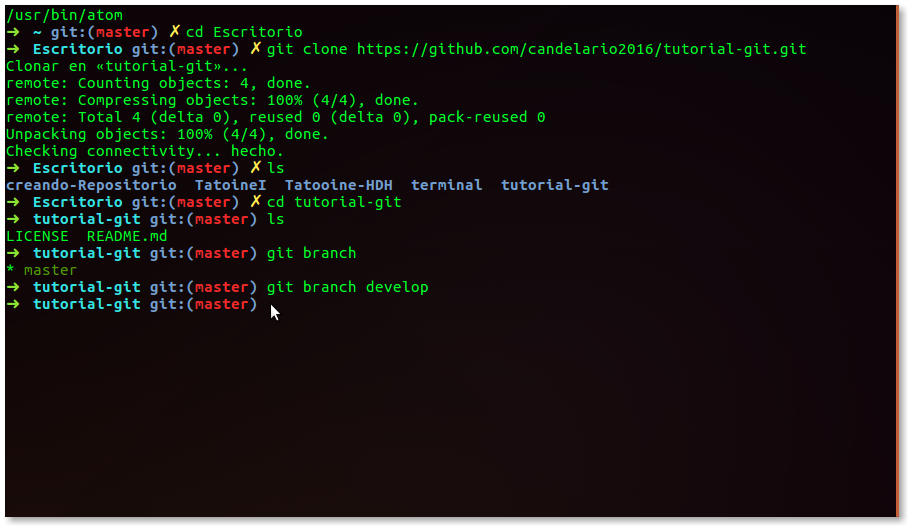 /usr/bin/atom
➜  ~ git:(master) ✗ cd Escritorio
➜  Escritorio git:(master) ✗ git clone https://github.com/candelario2016/tutorial-git.git
Clonar en «tutorial-git»...
remote: Counting objects: 4, done.
remote: Compressing objects: 100% (4/4), done.
remote: Total 4 (delta 0), reused 0 (delta 0), pack-reused 0
Unpacking objects: 100% (4/4), done.
Checking connectivity... hecho.
➜  Escritorio git:(master) ✗ ls
creando-Repositorio  TatoineI  Tatooine-HDH  terminal  tutorial-git
➜  Escritorio git:(master) ✗ cd tutorial-git
➜  tutorial-git git:(master) ls
LICENSE  README.md
➜  tutorial-git git:(master) git branch
* master
➜  tutorial-git git:(master) git branch develop
➜  tutorial-git git:(master)